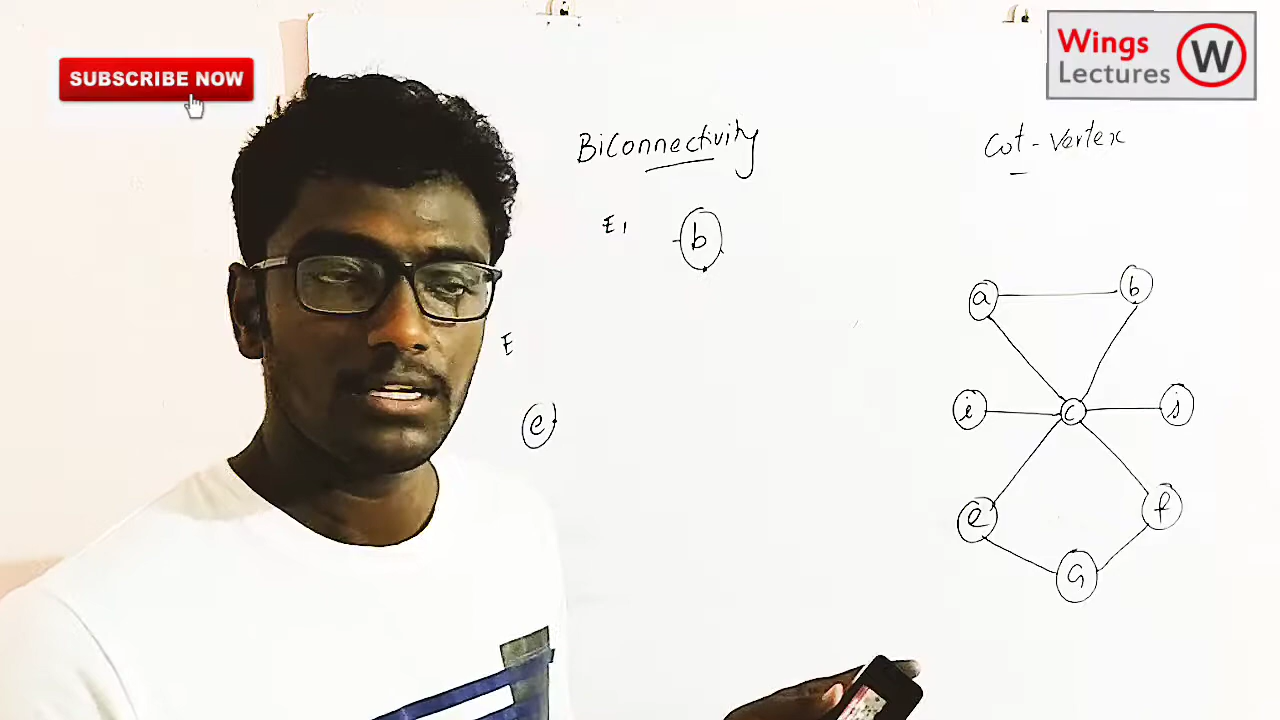 SUBSCRIBE NOW
Wings
Lectures
W
BiConnectivity
Cut-Vertex
E1
b
E
e
a
b
i
c
j
e
f
G